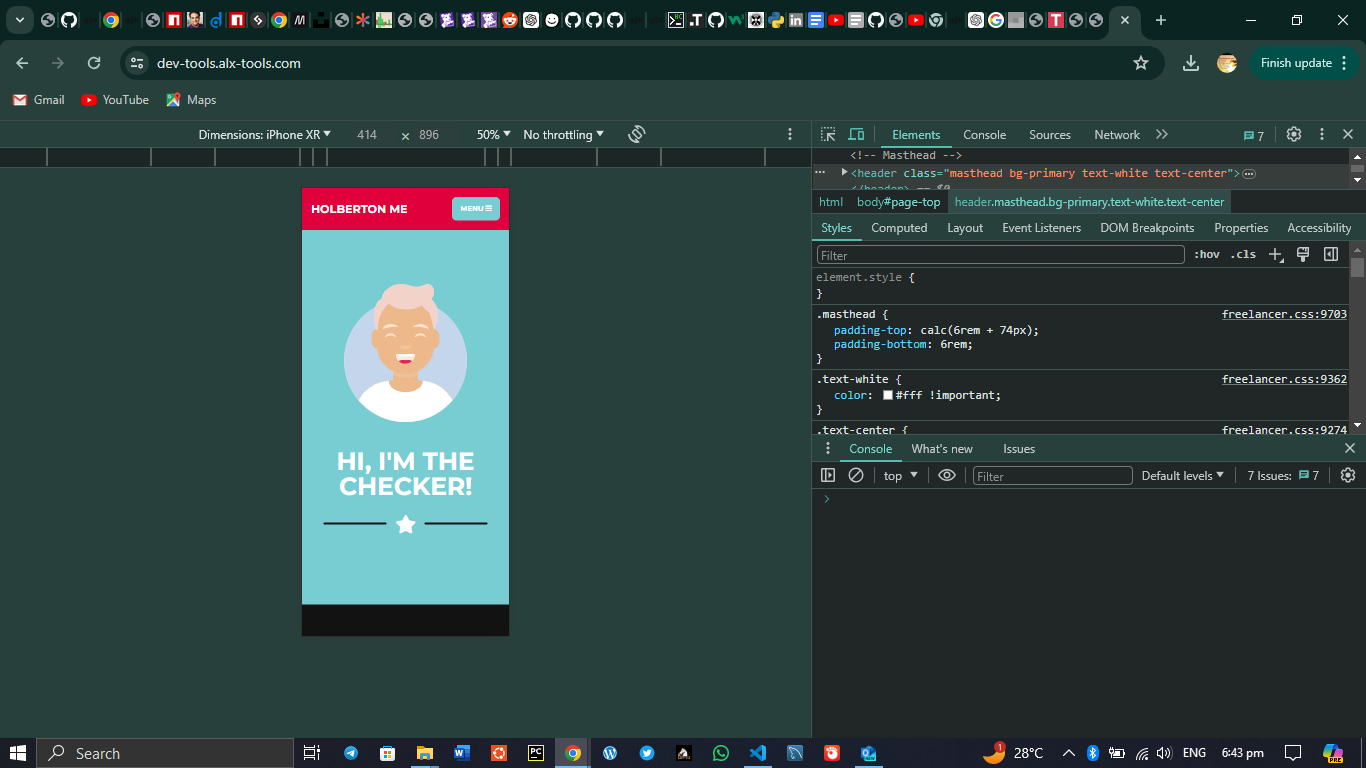 dev-tools.alx-tools.com
Finish update
Gmail
YouTube
Maps
Dimensions: iPhone XR
414
×
896
50%
No throttling
Elements
Console
Sources
Network
7
<!-- Masthead -->
<header class="masthead bg-primary text-white text-center">
</header> == $0
html
body#page-top
header.masthead.bg-primary.text-white.text-center
Styles
Computed
Layout
Event Listeners
DOM Breakpoints
Properties
Accessibility
Filter
:hov
.cls
element.style {
}
.masthead {
freelancer.css:9703
padding-top: calc(6rem + 74px);
padding-bottom: 6rem;
}
.text-white {
freelancer.css:9362
color: #fff !important;
}
.text-center {
freelancer.css:9274
Console
What's new
Issues
top
Filter
Default levels
7 Issues:
7
HOLBERTON ME
MENU
HI, I'M THE
CHECKER!
Search
28°C
ENG
6:43 pm